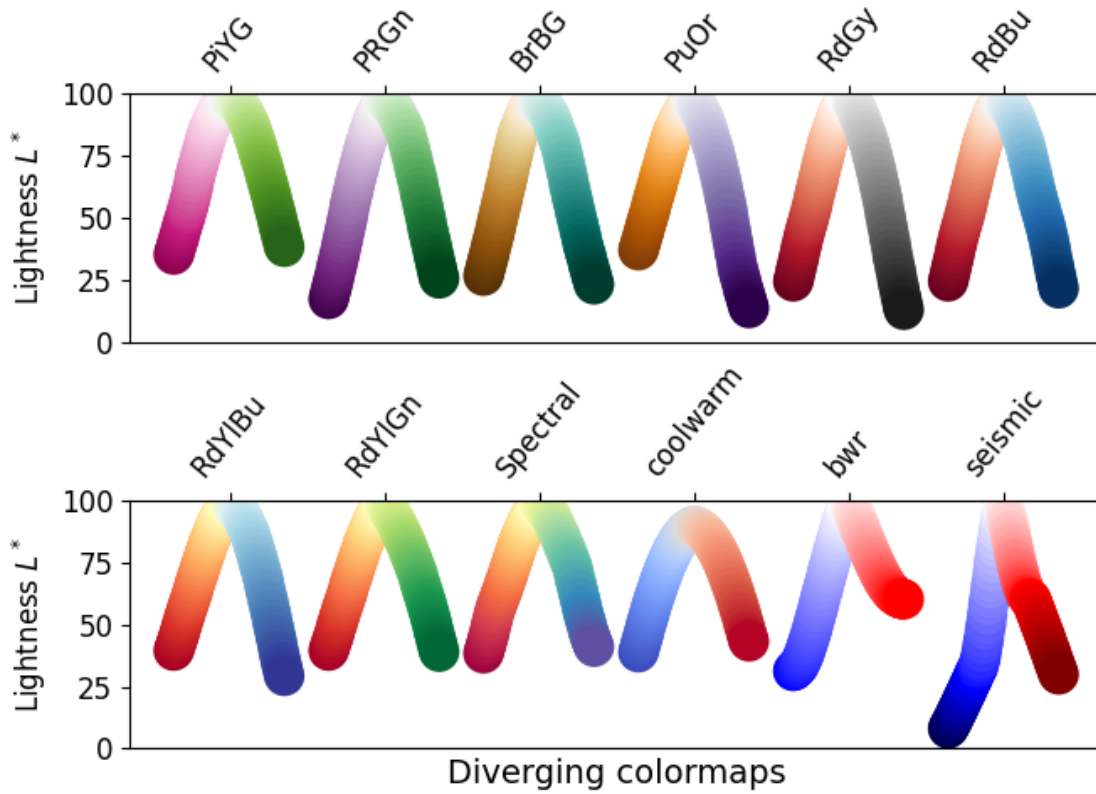 PiYG PRGn BrBG PuOr RdGy RdBu
100
75
50
25
0
Lightness L*
RdYlBu RdYlGn Spectral coolwarm bwr seismic
100
75
50
25
0
Lightness L*
Diverging colormaps